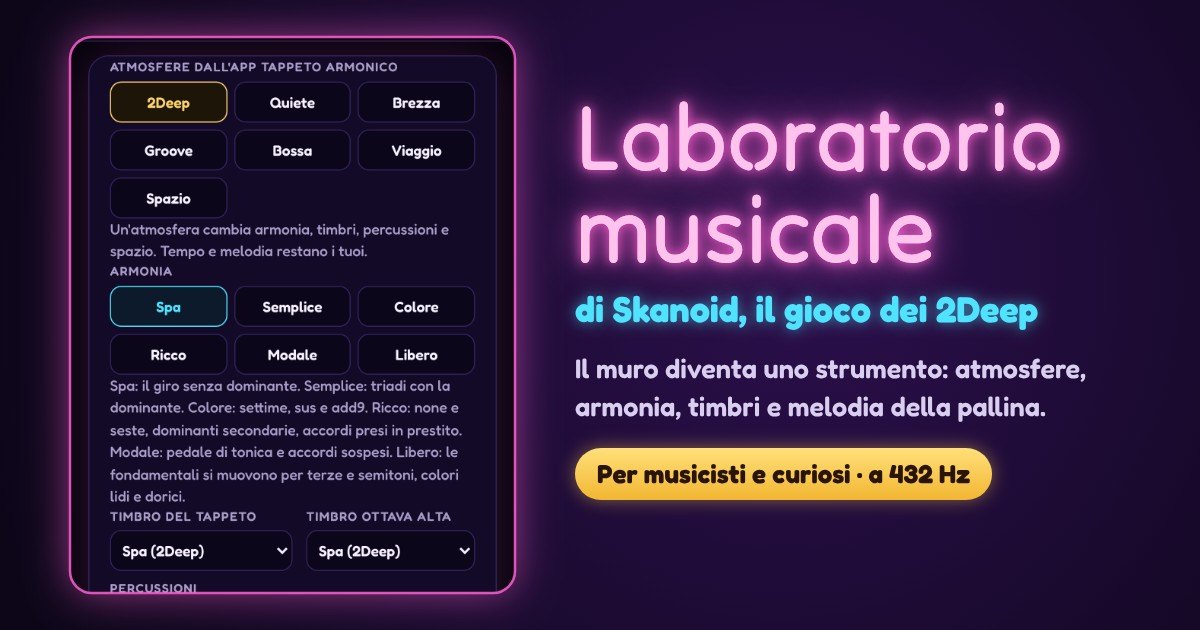 ATMOSFERE DALL'APP TAPPETO ARMONICO
2Deep Quiete Brezza
Groove Bossa Viaggio
Spazio
Un'atmosfera cambia armonia, timbri, percussioni e
spazio. Tempo e melodia restano i tuoi.
ARMONIA
Spa Semplice Colore
Ricco Modale Libero
Spa: il giro senza dominante. Semplice: triadi con la
dominante. Colore: settime, sus e add9. Ricco: none e
seste, dominanti secondarie, accordi presi in prestito.
Modale: pedale di tonica e accordi sospesi. Libero: le
fondamentali si muovono per terze e semitoni, colori
lidi e dorici.
TIMBRO DEL TAPPETO TIMBRO OTTAVA ALTA
Spa (2Deep) Spa (2Deep)
PERCUSSIONI
Laboratorio
musicale
di Skanoid, il gioco dei 2Deep
Il muro diventa uno strumento: atmosfere,
armonia, timbri e melodia della pallina.
Per musicisti e curiosi · a 432 Hz